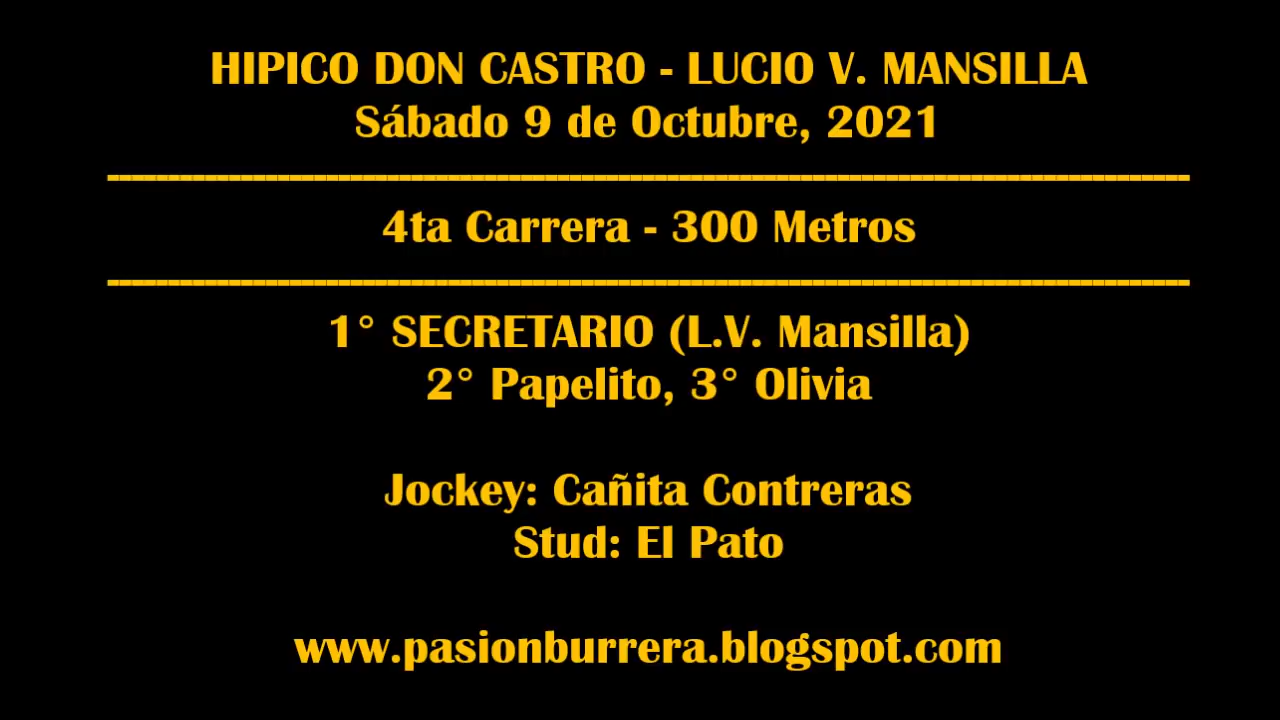 HIPICO DON CASTRO - LUCIO V. MANSILLA
Sábado 9 de Octubre, 2021
4ta Carrera - 300 Metros
1° SECRETARIO (L.V. Mansilla)
2° Papelito, 3° Olivia
Jockey: Cañita Contreras
Stud: El Pato
www.pasionburrera.blogspot.com